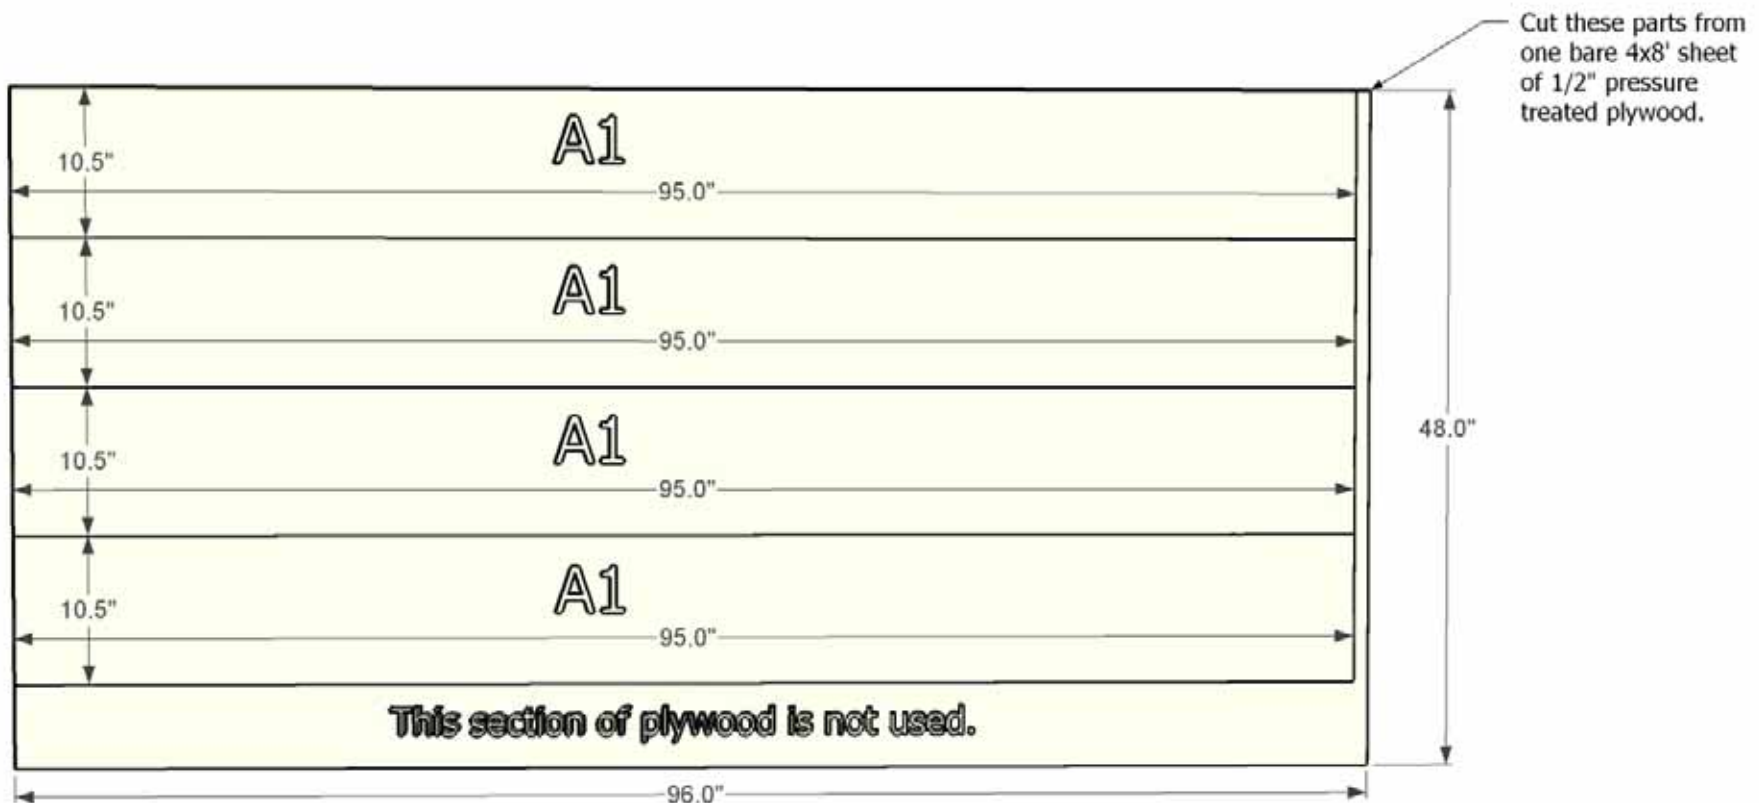 Cut these parts from
one bare 4x8' sheet
of 1/2" pressure
treated plywood.
A1
10.5"
95.0"
A1
10.5"
95.0"
A1
48.0"
10.5"
95.0"
A1
10.5"
95.0"
This section of plywood is not used.
96.0"